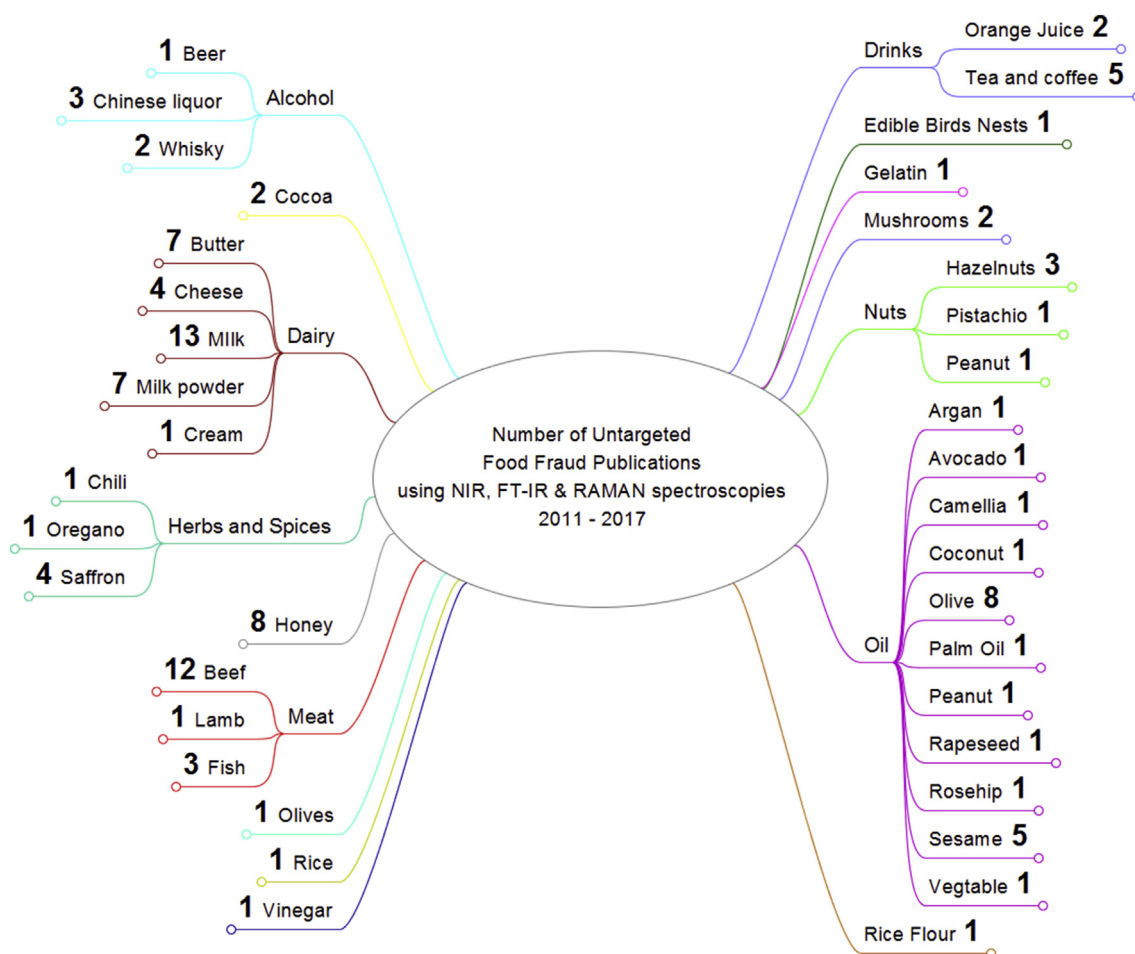 1 Beer
3 Chinese liquor
2 Whisky
Alcohol
2 Cocoa
7 Butter
4 Cheese
13 MIlk
7 Milk powder
1 Cream
Dairy
1 Chili
1 Oregano
4 Saffron
Herbs and Spices
8 Honey
12 Beef
1 Lamb
3 Fish
Meat
1 Olives
1 Rice
1 Vinegar
Number of Untargeted
Food Fraud Publications
using NIR, FT-IR & RAMAN spectroscopies
2011 - 2017
Drinks
Orange Juice 2
Tea and coffee 5
Edible Birds Nests 1
Gelatin 1
Mushrooms 2
Nuts
Hazelnuts 3
Pistachio 1
Peanut 1
Oil
Argan 1
Avocado 1
Camellia 1
Coconut 1
Olive 8
Palm Oil 1
Peanut 1
Rapeseed 1
Rosehip 1
Sesame 5
Vegtable 1
Rice Flour 1